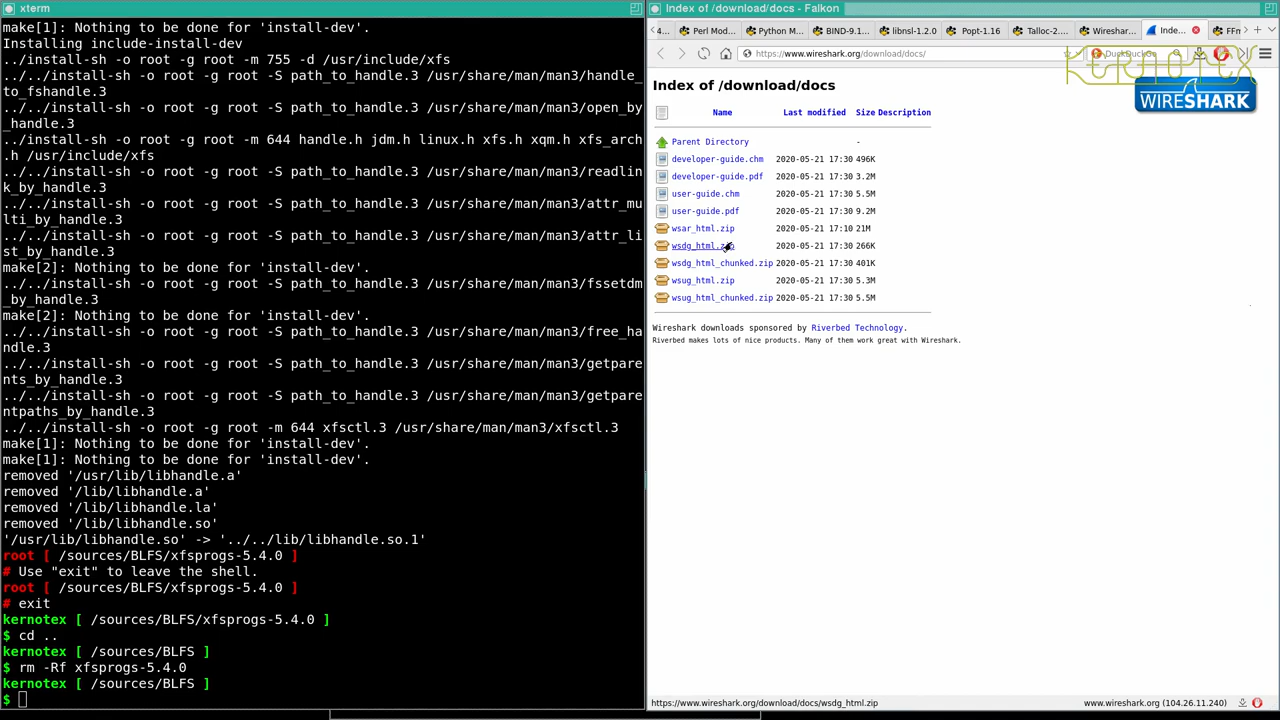 xterm
make[1]: Nothing to be done for 'install-dev'.
Installing include-install-dev
../install-sh -o root -g root -m 755 -d /usr/include/xfs
../../install-sh -o root -g root -S path_to_handle.3 /usr/share/man/man3/handle_
to_fshandle.3
../../install-sh -o root -g root -S path_to_handle.3 /usr/share/man/man3/open_by
_handle.3
../install-sh -o root -g root -m 644 handle.h jdm.h linux.h xfs.h xqm.h xfs_arch
.h /usr/include/xfs
../../install-sh -o root -g root -S path_to_handle.3 /usr/share/man/man3/readlin
k_by_handle.3
../../install-sh -o root -g root -S path_to_handle.3 /usr/share/man/man3/attr_mu
lti_by_handle.3
../../install-sh -o root -g root -S path_to_handle.3 /usr/share/man/man3/attr_li
st_by_handle.3
make[2]: Nothing to be done for 'install-dev'.
../../install-sh -o root -g root -S path_to_handle.3 /usr/share/man/man3/fssetdm
_by_handle.3
make[2]: Nothing to be done for 'install-dev'.
../../install-sh -o root -g root -S path_to_handle.3 /usr/share/man/man3/free_ha
ndle.3
../../install-sh -o root -g root -S path_to_handle.3 /usr/share/man/man3/getpare
nts_by_handle.3
../../install-sh -o root -g root -S path_to_handle.3 /usr/share/man/man3/getpare
ntpaths_by_handle.3
../../install-sh -o root -g root -m 644 xfsctl.3 /usr/share/man/man3/xfsctl.3
make[1]: Nothing to be done for 'install-dev'.
make[1]: Nothing to be done for 'install-dev'.
removed '/usr/lib/libhandle.a'
removed '/lib/libhandle.a'
removed '/lib/libhandle.la'
removed '/lib/libhandle.so'
'/usr/lib/libhandle.so' -> '../../lib/libhandle.so.1'
root [ /sources/BLFS/xfsprogs-5.4.0 ]
# Use "exit" to leave the shell.
root [ /sources/BLFS/xfsprogs-5.4.0 ]
# exit
kernotex [ /sources/BLFS/xfsprogs-5.4.0 ]
$ cd ..
kernotex [ /sources/BLFS ]
$ rm -Rf xfsprogs-5.4.0
kernotex [ /sources/BLFS ]
$
Index of /download/docs - Falkon
4... Perl Mod... Python M... BIND-9.1... libnsl-1.2.0 Popt-1.16 Talloc-2.... Wireshar... Inde... FFn
https://www.wireshark.org/download/docs/ DuckDuckGo
KERNOTEX
Index of /download/docs
WIRESHARK
Name Last modified Size Description
Parent Directory -
developer-guide.chm 2020-05-21 17:30 496K
developer-guide.pdf 2020-05-21 17:30 3.2M
user-guide.chm 2020-05-21 17:30 5.5M
user-guide.pdf 2020-05-21 17:30 9.2M
wsar_html.zip 2020-05-21 17:10 21M
wsdg_html.zip 2020-05-21 17:30 266K
wsdg_html_chunked.zip 2020-05-21 17:30 401K
wsug_html.zip 2020-05-21 17:30 5.3M
wsug_html_chunked.zip 2020-05-21 17:30 5.5M
Wireshark downloads sponsored by Riverbed Technology.
Riverbed makes lots of nice products. Many of them work great with Wireshark.
https://www.wireshark.org/download/docs/wsdg_html.zip www.wireshark.org (104.26.11.240)